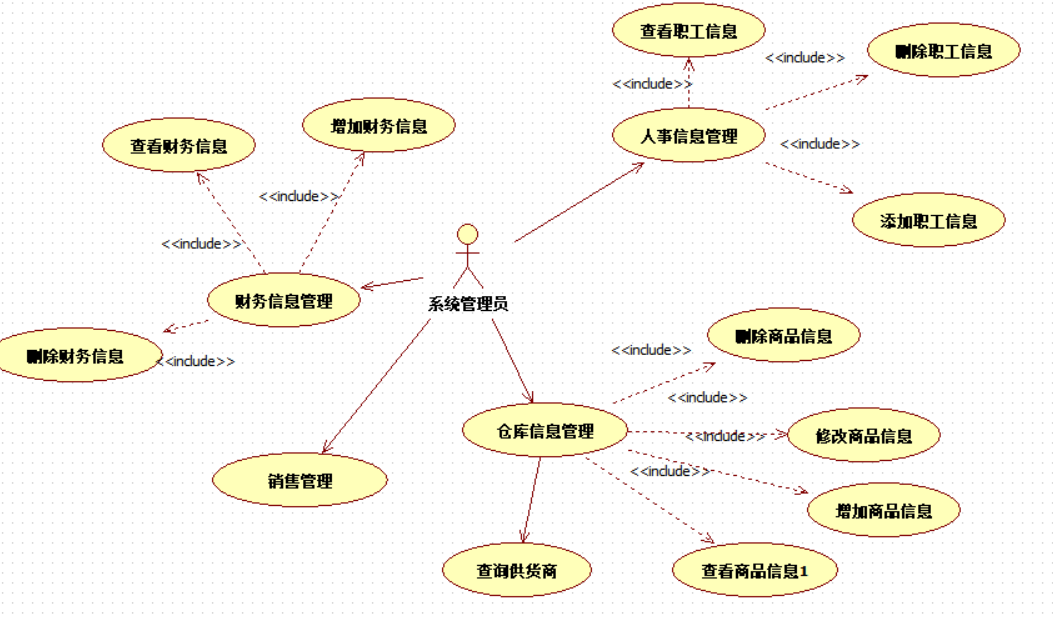 查看职工信息
删除职工信息
<<include>>
<<include>>
增加财务信息
人事信息管理
查看财务信息
<<include>>
<<include>>
添加职工信息
<<include>>
财务信息管理
系统管理员
删除商品信息
<<include>>
删除财务信息
<<include>>
<<include>>
仓库信息管理
<<include>>
修改商品信息
<<include>>
销售管理
增加商品信息
查询供货商
查看商品信息1